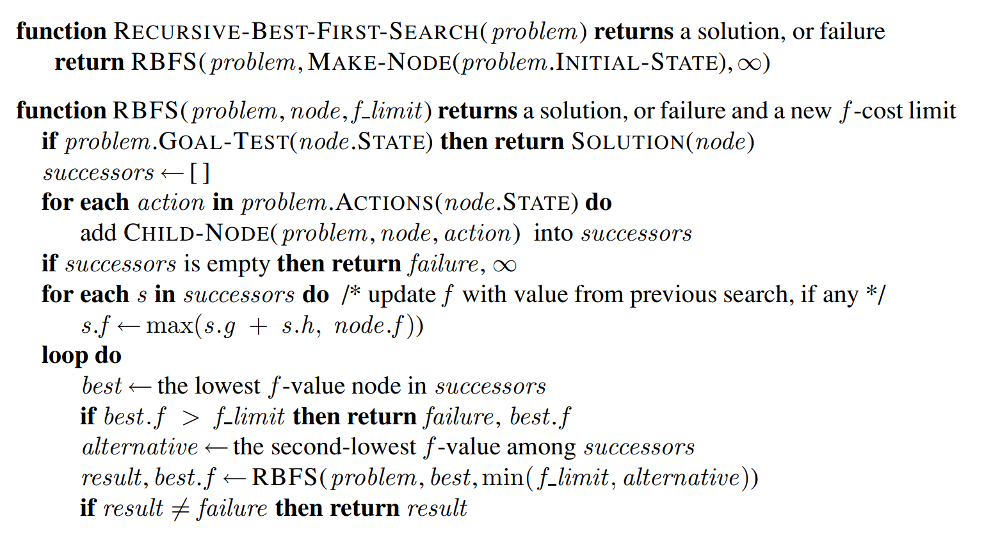 function RECURSIVE-BEST-FIRST-SEARCH(problem) returns a solution, or failure
return RBFS(problem, MAKE-NODE(problem.INITIAL-STATE), ∞)
function RBFS(problem, node, f_limit) returns a solution, or failure and a new f-cost limit
if problem.GOAL-TEST(node.STATE) then return SOLUTION(node)
successors ← [ ]
for each action in problem.ACTIONS(node.STATE) do
add CHILD-NODE(problem, node, action) into successors
if successors is empty then return failure, ∞
for each s in successors do /* update f with value from previous search, if any */
s.f ← max(s.g + s.h, node.f))
loop do
best ← the lowest f-value node in successors
if best.f > f_limit then return failure, best.f
alternative ← the second-lowest f-value among successors
result, best.f ← RBFS(problem, best, min(f_limit, alternative))
if result ≠ failure then return result